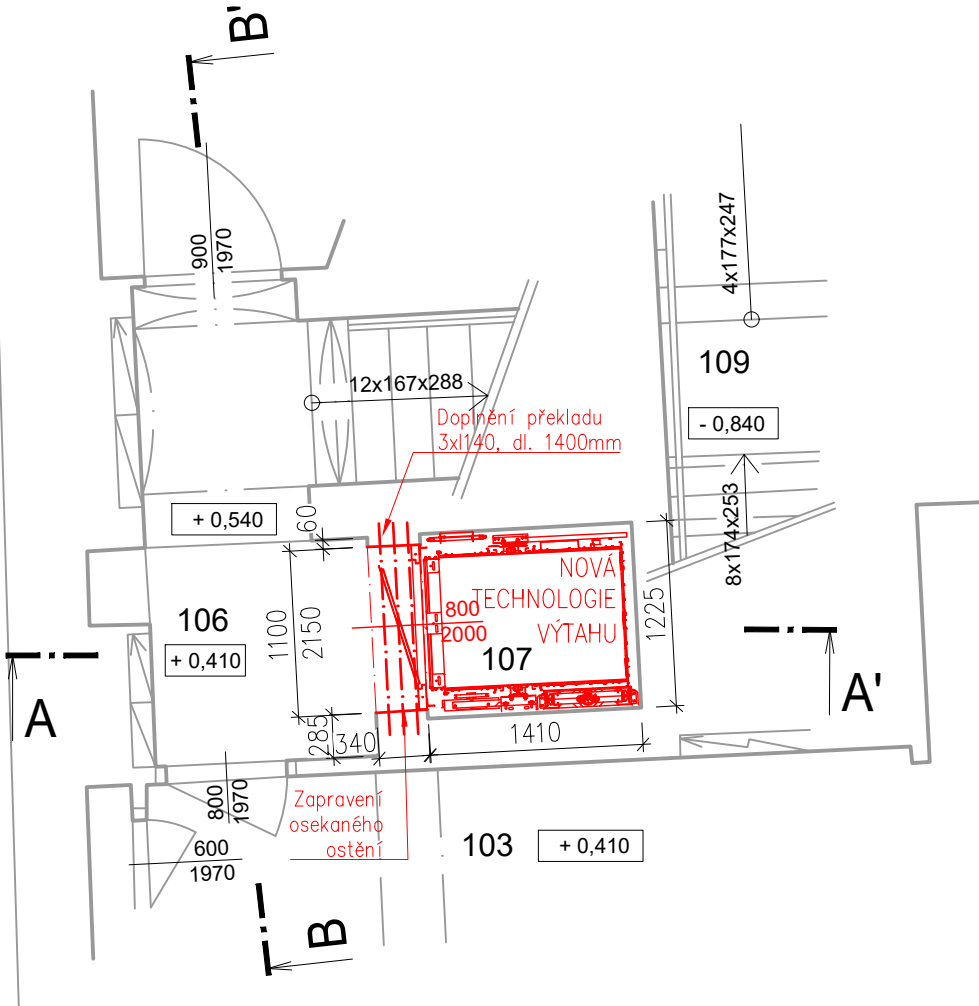 B'
900
1970
4x177x247
12x167x288
109
Doplnění překladu
3xI140, dl. 1400mm
- 0,840
+ 0,540
60
8x174x253
NOVÁ
TECHNOLOGIE
VÝTAHU
800
2000
106
+ 0,410
1100
2150
107
1225
A
A'
285
340
1410
800
1970
Zapravení
osekaného
ostění
600
1970
103
+ 0,410
B